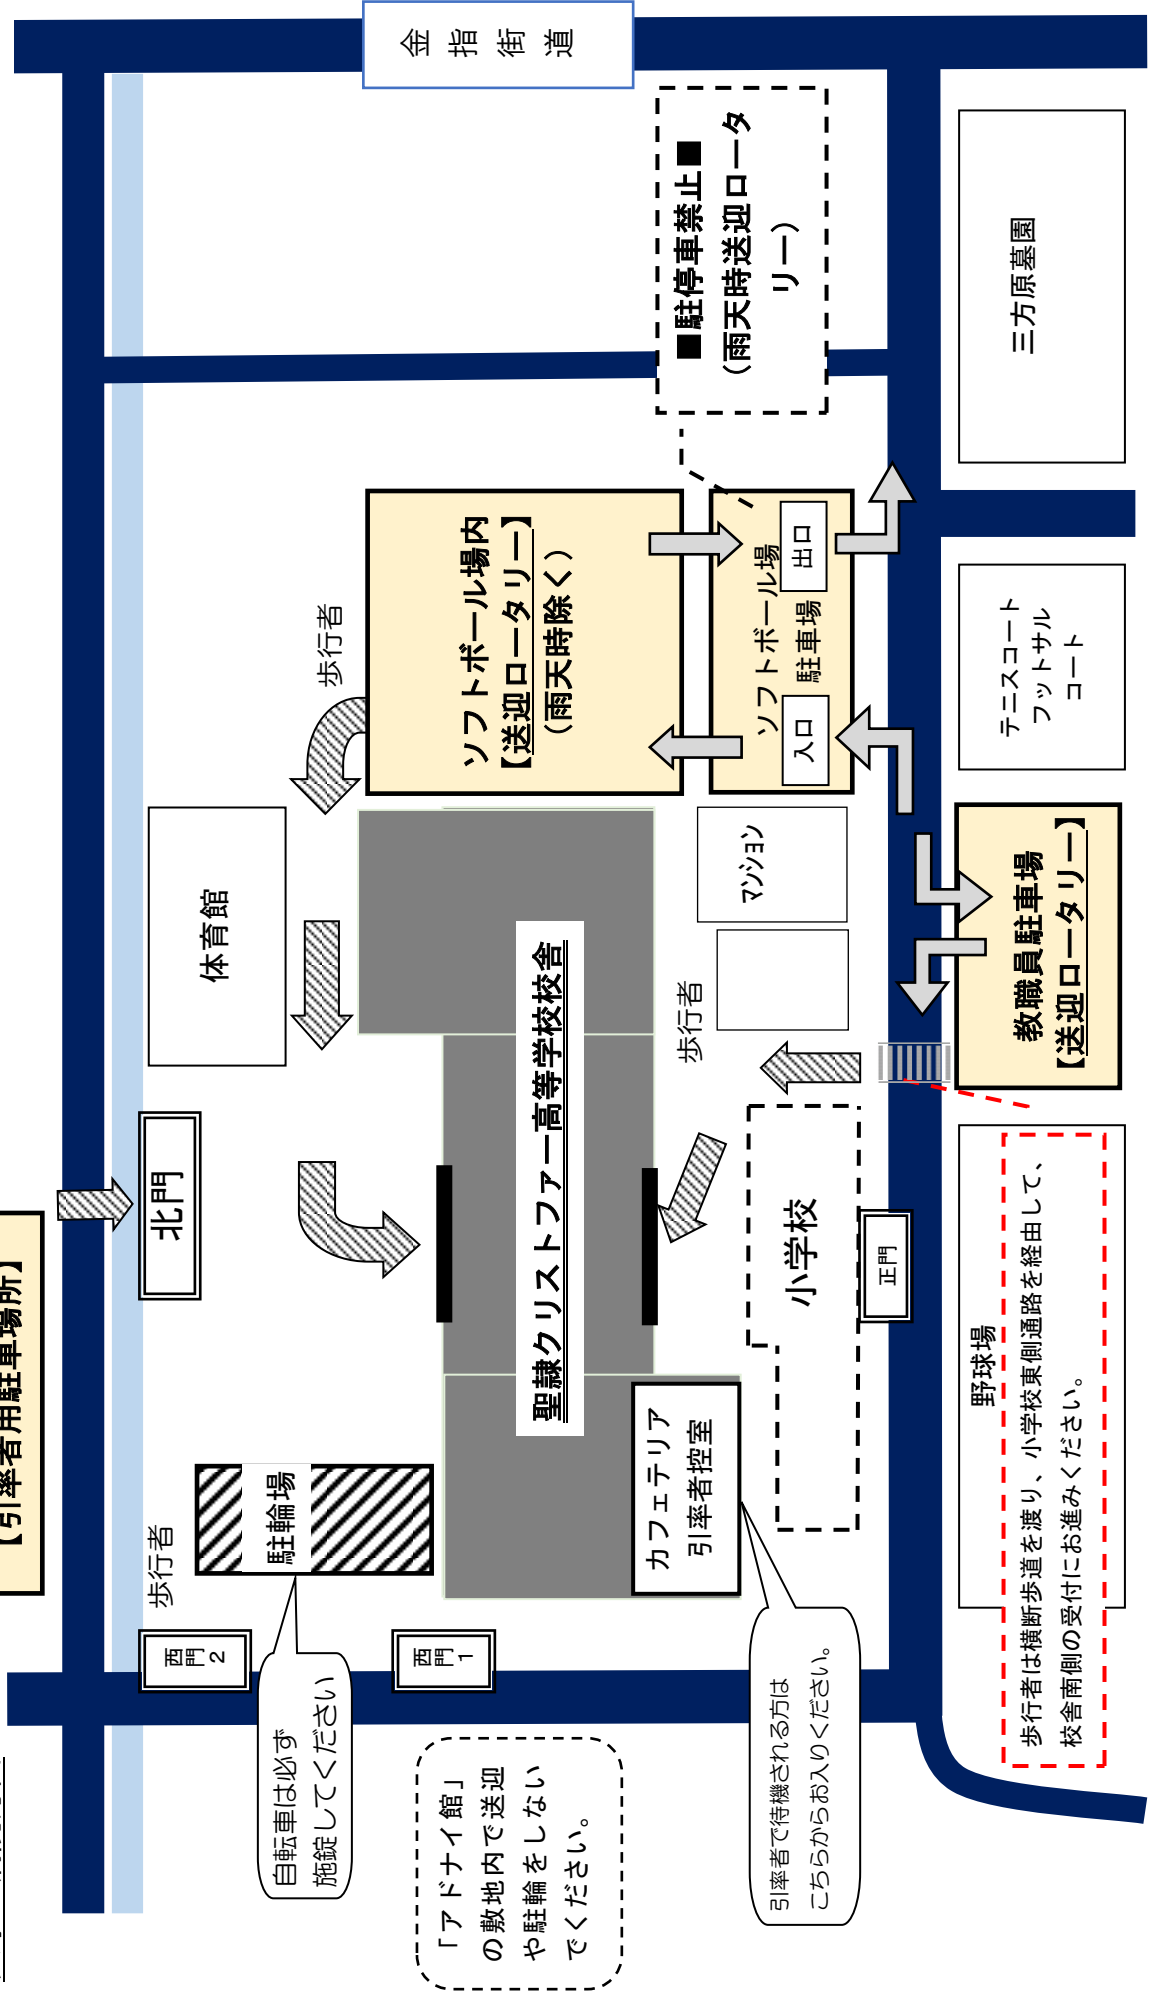 【引率者用駐車場所】
金指街道
■駐停車禁止■
（雨天時送迎ロータ
リー）
三方原墓園
歩行者
ソフトボール場内
【送迎ロータリー】
（雨天時除く）
ソフトボール場
駐車場
出口
入口
テニスコート
フットサル
コート
体育館
マンション
教職員駐車場
【送迎ロータリー】
歩行者
北門
聖隷クリストファー高等学校校舎
小学校
正門
野球場
歩行者は横断歩道を渡り、小学校東側通路を経由して、
校舎南側の受付にお進みください。
カフェテリア
引率者控室
駐輪場
歩行者
西門
2
西門
1
自転車は必ず
施錠してください
「アドナイ館」
の敷地内で送迎
や駐輪をしない
でください。
引率者で待機される方は
こちらからお入りください。